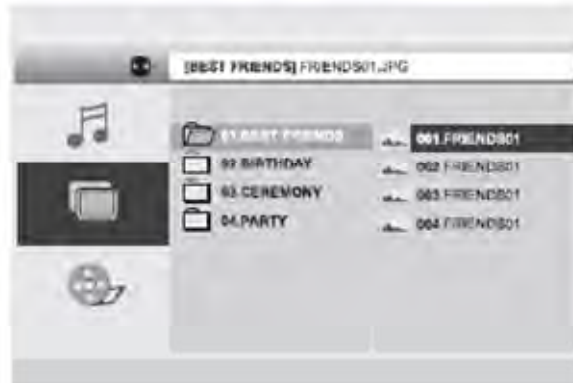 [BEST FRIENDS] FRIENDS01.JPG
01.BEST FRIENDS
02.BIRTHDAY
03.CEREMONY
04.PARTY
001.FRIENDS01
002.FRIENDS01
003.FRIENDS01
004.FRIENDS01